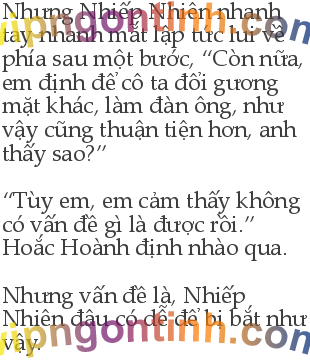 Nhưng Nhiếp Nhiên nhanh
tay nhanh mắt lập tức lui về
phía sau một bước, “Còn nữa,
em định để cô ta đổi gương
mặt khác, làm đàn ông, như
vậy cũng thuận tiện hơn, anh
thấy sao?”
“Tùy em, em cảm thấy không
có vấn đề gì là được rồi.”
Hoắc Hoành định nhào qua.
Nhưng vấn đề là, Nhiếp
Nhiên đâu có dễ để bị bắt như
vậy.
vipngontinh.com
vipngontinh.com